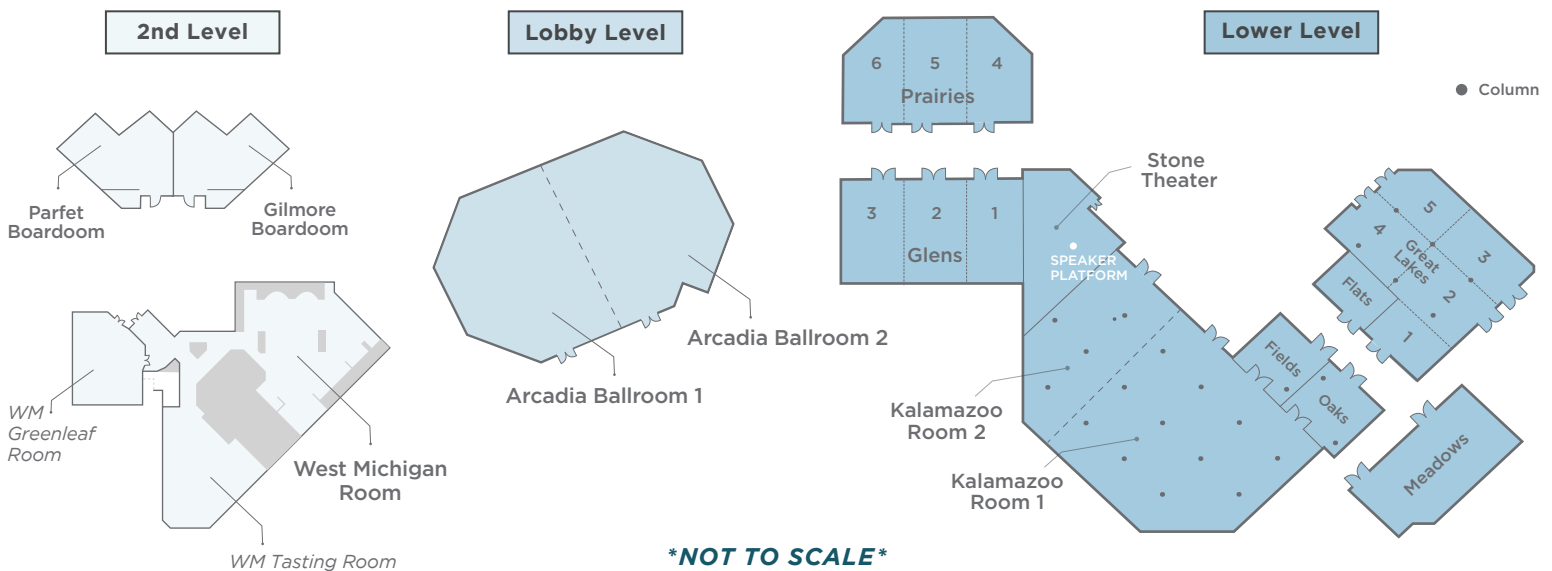 2nd Level
Lobby Level
Lower Level
Column
Parfet
Boardoom
Gilmore
Boardoom
WM
Greenleaf
Room
West Michigan
Room
WM Tasting Room
Arcadia Ballroom 2
Arcadia Ballroom 1
6
5
4
Prairies
3
2
1
Glens
Stone
Theater
SPEAKER
PLATFORM
Kalamazoo
Room 2
Kalamazoo
Room 1
Fields
Oaks
5
4
3
Great
Lakes
2
Flats
1
Meadows
*NOT TO SCALE*